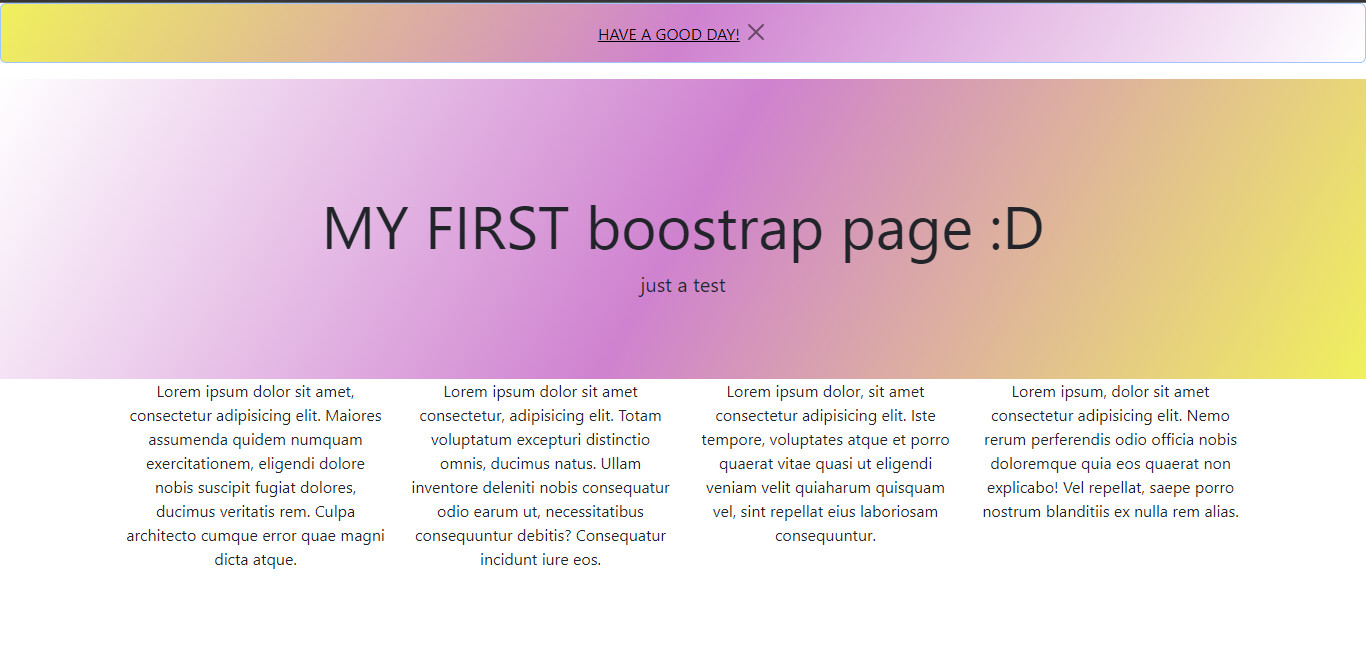 HAVE A GOOD DAY!
MY FIRST boostrap page :D
just a test
Lorem ipsum dolor sit amet,
consectetur adipisicing elit. Maiores
assumenda quidem numquam
exercitationem, eligendi dolore
nobis suscipit fugiat dolores,
ducimus veritatis rem. Culpa
architecto cumque error quae magni
dicta atque.
Lorem ipsum dolor sit amet
consectetur, adipisicing elit. Totam
voluptatum excepturi distinctio
omnis, ducimus natus. Ullam
inventore deleniti nobis consequatur
odio earum ut, necessitatibus
consequuntur debitis? Consequatur
incidunt iure eos.
Lorem ipsum dolor, sit amet
consectetur adipisicing elit. Iste
tempore, voluptates atque et porro
quaerat vitae quasi ut eligendi
veniam velit quiaharum quisquam
vel, sint repellat eius laboriosam
consequuntur.
Lorem ipsum, dolor sit amet
consectetur adipisicing elit. Nemo
rerum perferendis odio officia nobis
doloremque quia eos quaerat non
explicabo! Vel repellat, saepe porro
nostrum blanditiis ex nulla rem alias.